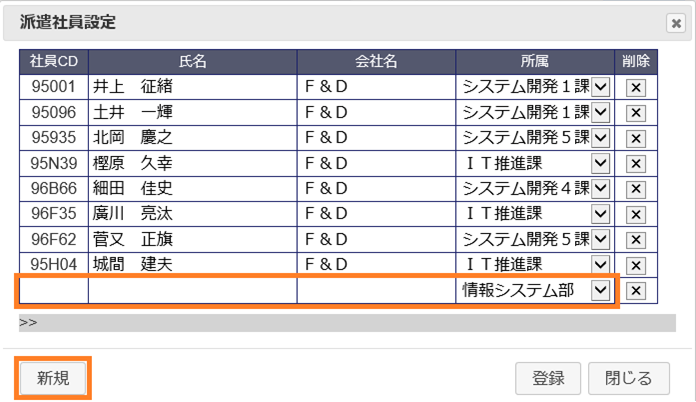 派遣社員設定
社員CD 氏名 会社名 所属 削除
95001 井上　征緒 Ｆ＆Ｄ システム開発１課
95096 土井　一輝 Ｆ＆Ｄ システム開発１課
95935 北岡　慶之 Ｆ＆Ｄ システム開発５課
95N39 樫原　久幸 Ｆ＆Ｄ ＩＴ推進課
96B66 細田　佳史 Ｆ＆Ｄ システム開発４課
96F35 廣川　亮汰 Ｆ＆Ｄ ＩＴ推進課
96F62 菅又　正旗 Ｆ＆Ｄ システム開発５課
95H04 城間　建夫 Ｆ＆Ｄ ＩＴ推進課
情報システム部
>>
新規 登録 閉じる